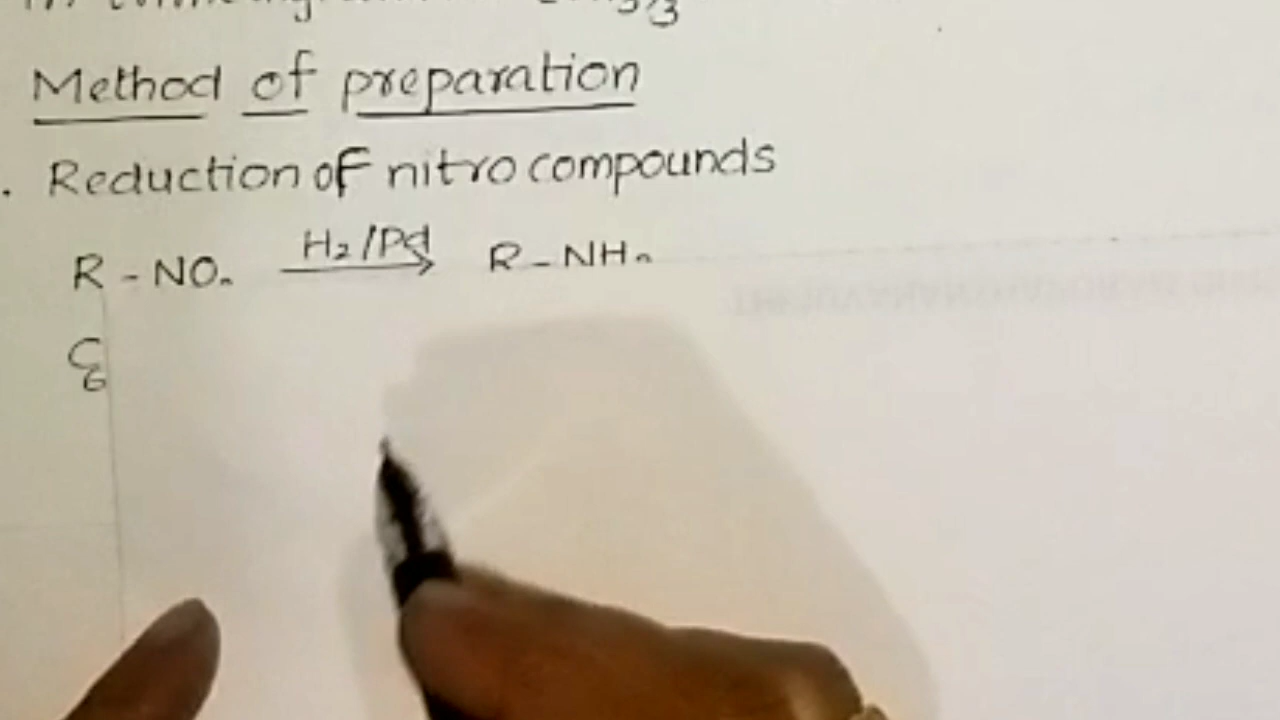 Method of preparation
. Reduction of nitro compounds
R - NO₂ H₂/Pd → R - NH₂